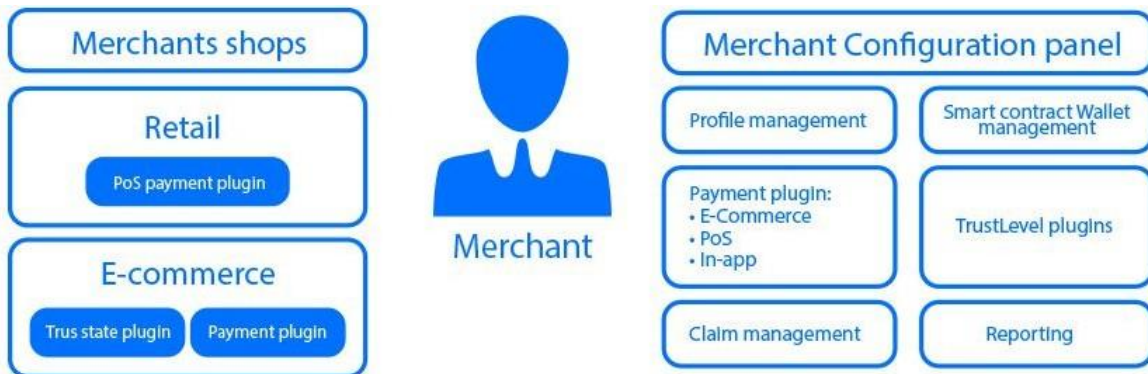 Merchants shops
Retail
PoS payment plugin
E-commerce
Trus state plugin
Payment plugin
Merchant
Merchant Configuration panel
Profile management
Smart contract Wallet
management
Payment plugin:
• E-Commerce
• PoS
• In-app
TrustLevel plugins
Claim management
Reporting